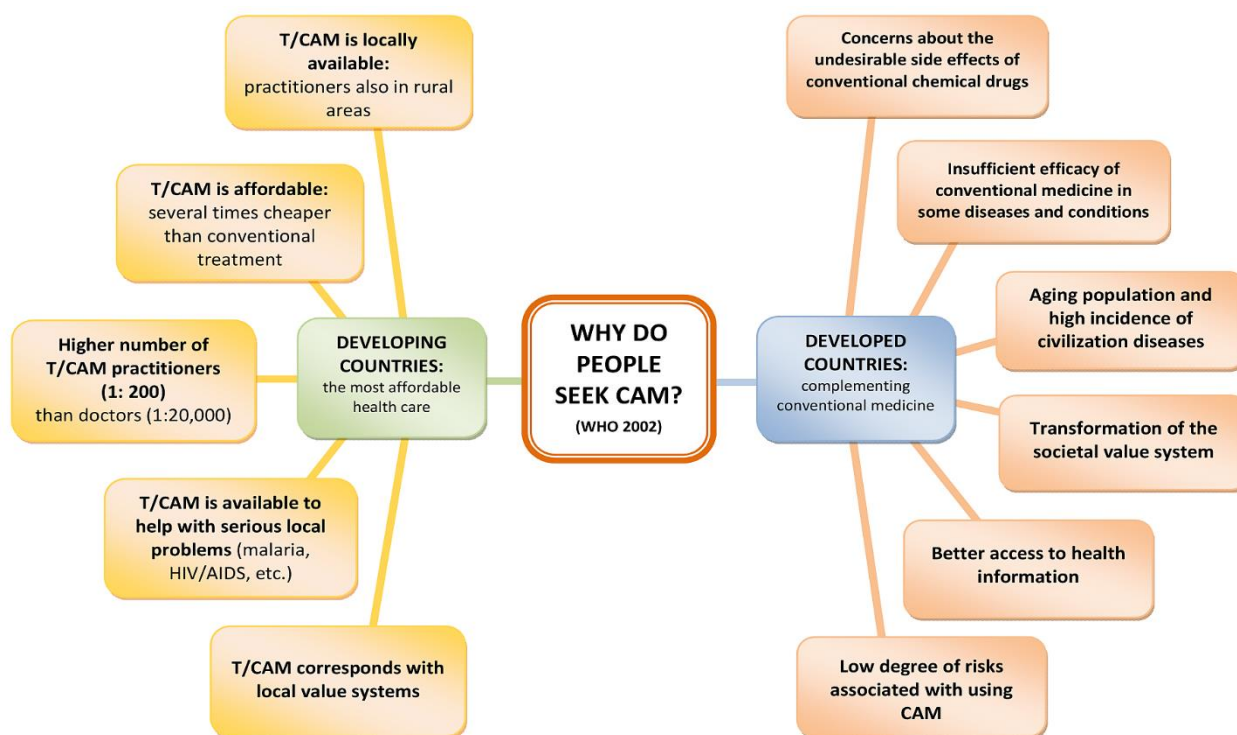 WHY DO
PEOPLE
SEEK CAM?
(WHO 2002)
DEVELOPING
COUNTRIES:
the most affordable
health care
T/CAM is locally
available:
practitioners also in rural
areas
T/CAM is affordable:
several times cheaper
than conventional
treatment
Higher number of
T/CAM practitioners
(1: 200)
than doctors (1:20,000)
T/CAM is available to
help with serious local
problems (malaria,
HIV/AIDS, etc.)
T/CAM corresponds with
local value systems
DEVELOPED
COUNTRIES:
complementing
conventional medicine
Concerns about the
undesirable side effects of
conventional chemical drugs
Insufficient efficacy of
conventional medicine in
some diseases and conditions
Aging population and
high incidence of
civilization diseases
Transformation of the
societal value system
Better access to health
information
Low degree of risks
associated with using
CAM